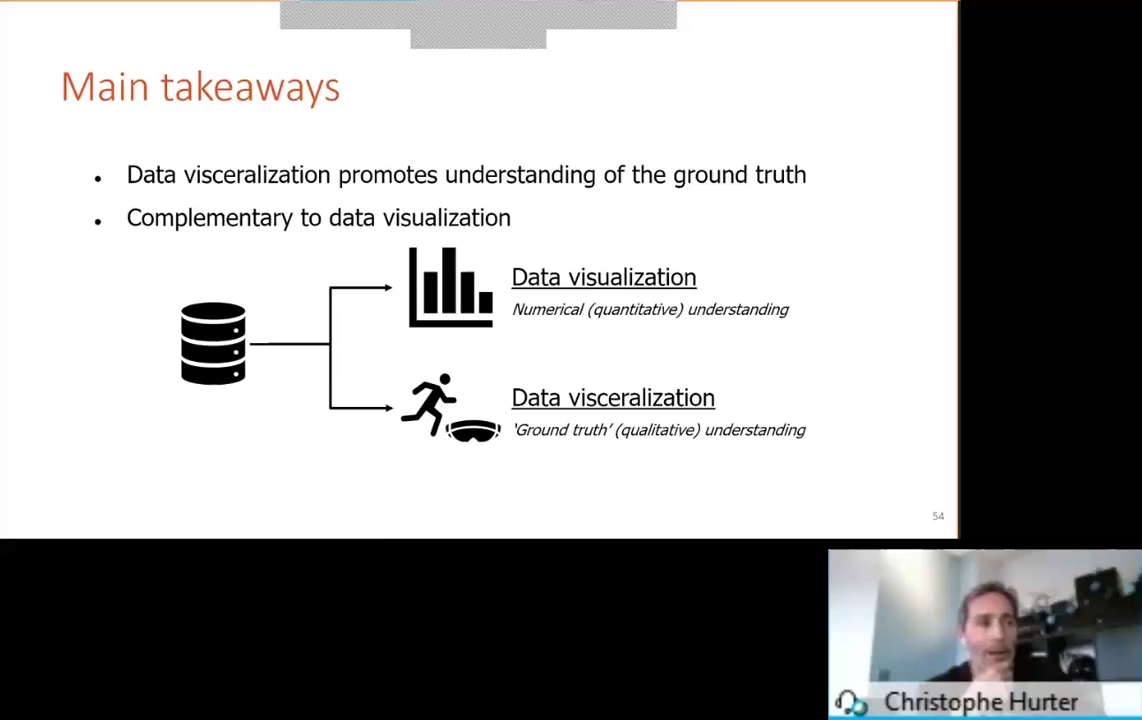 Main takeaways
• Data visceralization promotes understanding of the ground truth
• Complementary to data visualization
Data visualization
Numerical (quantitative) understanding
Data visceralization
‘Ground truth’ (qualitative) understanding
54
Christophe Hurter